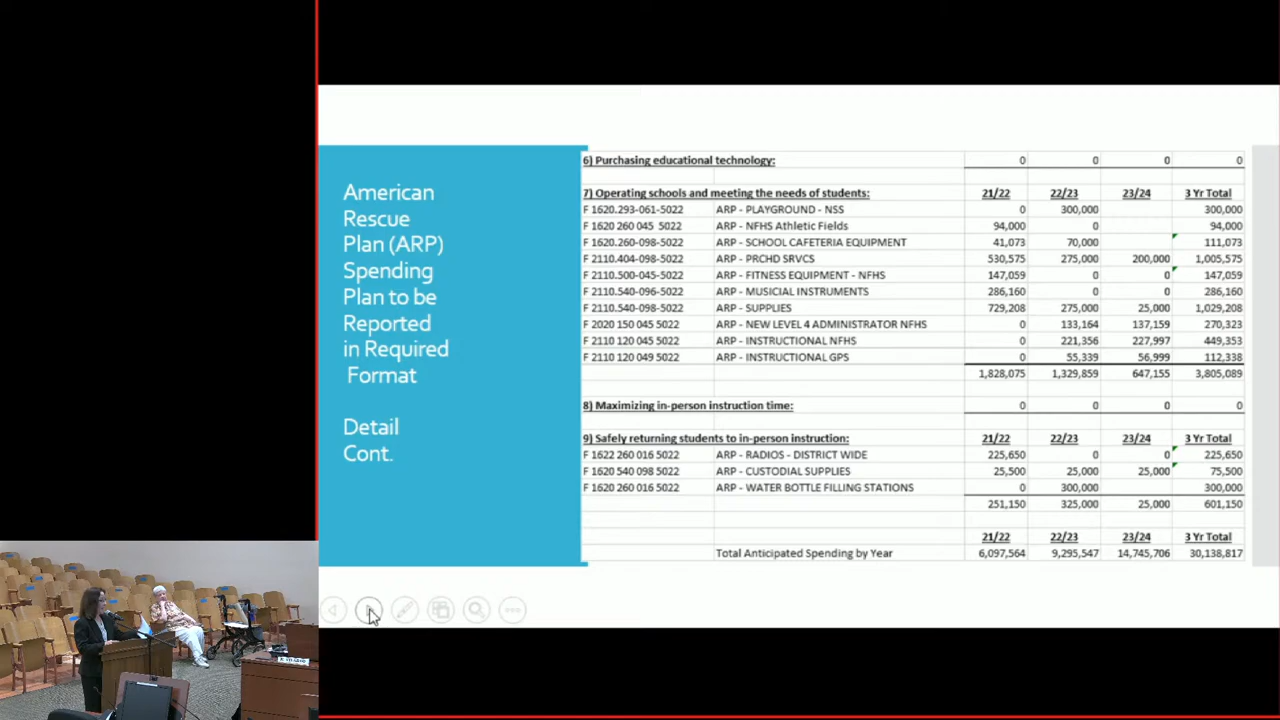 American
Rescue
Plan (ARP)
Spending
Plan to be
Reported
in Required
Format
Detail
Cont.
6) Purchasing educational technology: 0 0 0 0
7) Operating schools and meeting the needs of students: 21/22 22/23 23/24 3 Yr Total
F 1620.293-061-5022 ARP - PLAYGROUND - NSS 0 300,000 300,000
F 1620 260 045 5022 ARP - NFHS Athletic Fields 94,000 0 94,000
F 1620.260-098-5022 ARP - SCHOOL CAFETERIA EQUIPMENT 41,073 70,000 111,073
F 2110.404-098-5022 ARP - PRCHD SRVCS 530,575 275,000 200,000 1,005,575
F 2110.500-045-5022 ARP - FITNESS EQUIPMENT - NFHS 147,059 0 0 147,059
F 2110.540-096-5022 ARP - MUSICIAL INSTRUMENTS 286,160 0 0 286,160
F 2110.540-098-5022 ARP - SUPPLIES 729,208 275,000 25,000 1,029,208
F 2020 150 045 5022 ARP - NEW LEVEL 4 ADMINISTRATOR NFHS 0 133,164 137,159 270,323
F 2110 120 045 5022 ARP - INSTRUCTIONAL NFHS 0 221,356 227,997 449,353
F 2110 120 049 5022 ARP - INSTRUCTIONAL GPS 0 55,339 56,999 112,338
1,828,075 1,329,859 647,155 3,805,089
8) Maximizing in-person instruction time: 0 0 0 0
9) Safely returning students to in-person instruction: 21/22 22/23 23/24 3 Yr Total
F 1622 260 016 5022 ARP - RADIOS - DISTRICT WIDE 225,650 0 0 225,650
F 1620 540 098 5022 ARP - CUSTODIAL SUPPLIES 25,500 25,000 25,000 75,500
F 1620 260 016 5022 ARP - WATER BOTTLE FILLING STATIONS 0 300,000 300,000
251,150 325,000 25,000 601,150
21/22 22/23 23/24 3 Yr Total
Total Anticipated Spending by Year 6,097,564 9,295,547 14,745,706 30,138,817